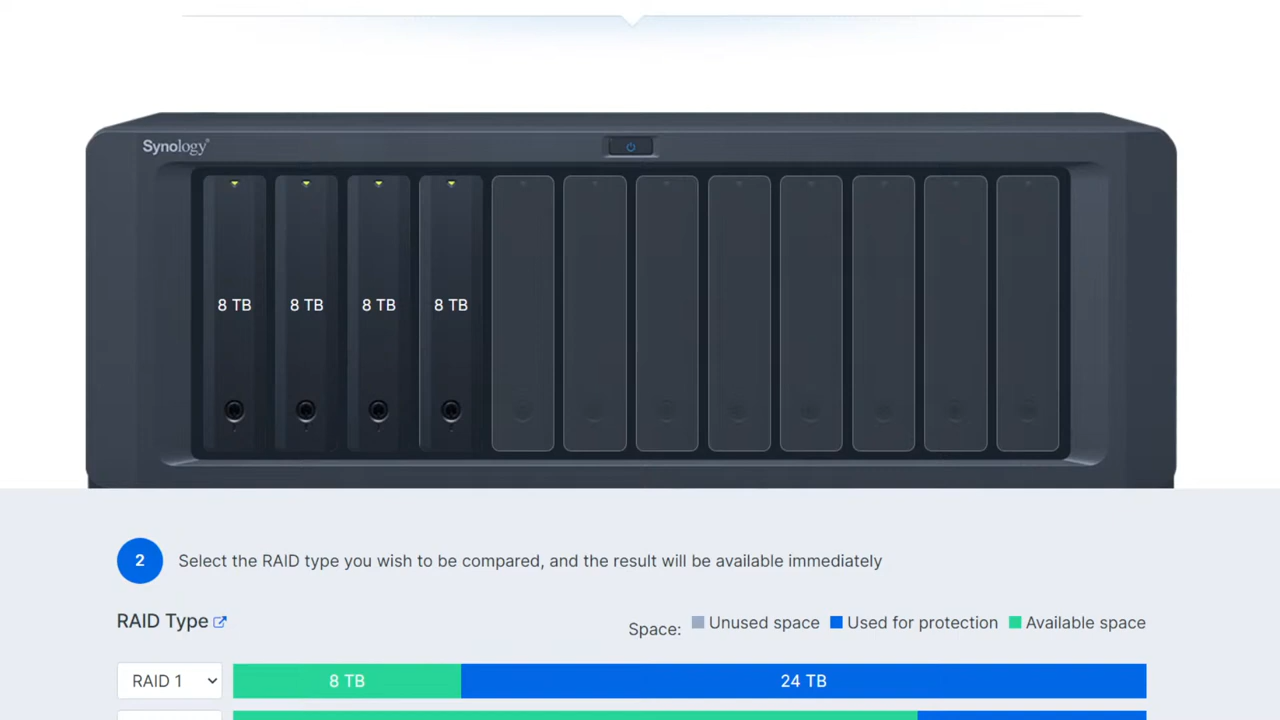 Synology
8 TB 8 TB 8 TB 8 TB
2 Select the RAID type you wish to be compared, and the result will be available immediately
RAID Type
Space: Unused space Used for protection Available space
RAID 1 8 TB 24 TB